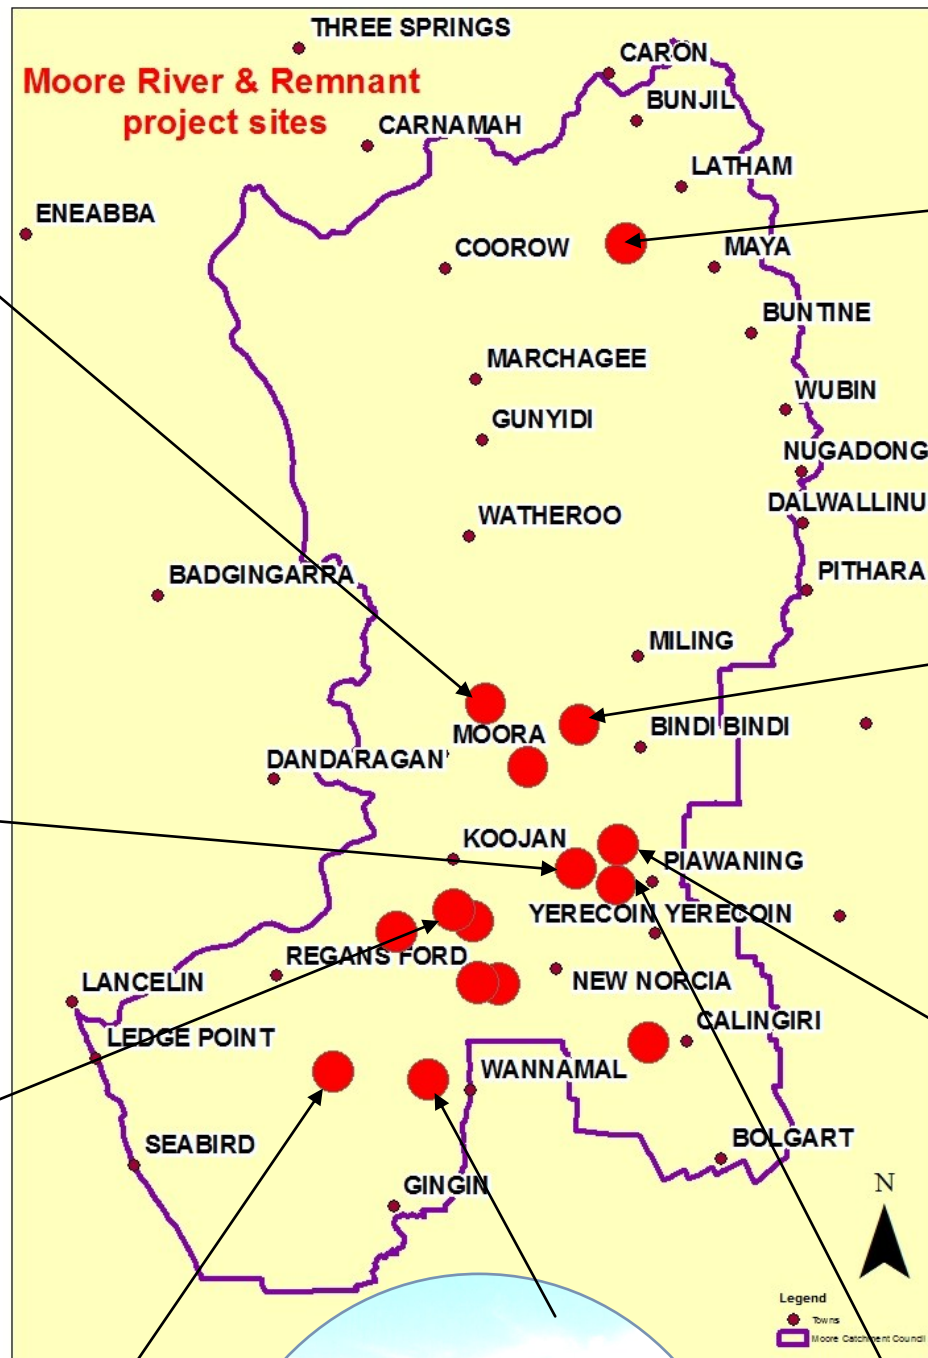 THREE SPRINGS
CARON
Moore River & Remnant
project sites
BUNJIL
CARNAMAH
LATHAM
ENEABBA
COOROW
MAYA
BUNTINE
MARCHAGEE
WUBIN
GUNYIDI
NUGADONG
DALWALLINU
WATHEROO
BADGINGARRA
PITHARA
MILING
MOORA
BINDI BINDI
DANDARAGAN
KOOJAN
PIAWANING
YERECOIN YERECOIN
REGANS FORD
LANCELIN
NEW NORCIA
CALINGIRI
LEDGE POINT
WANNAMAL
SEABIRD
BOLGART
GINGIN
N
Legend
Towns
Moore Catchment Council